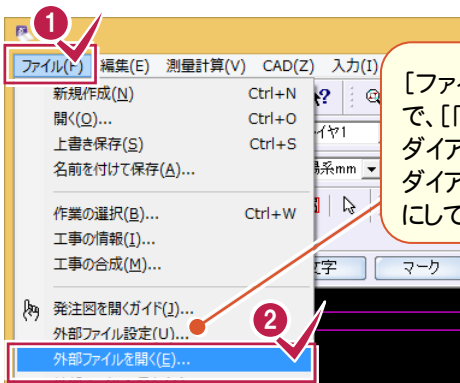 1
ファイル(F) 編集(E) 測量計算(V) CAD(Z) 入力(I)
新規作成(N) Ctrl+N
開く(O)... Ctrl+O
上書き保存(S) Ctrl+S
名前を付けて保存(A)...
作業の選択(B)... Ctrl+W
工事の情報(I)...
工事の合成(M)...
発注図を開くガイド(J)...
外部ファイル設定(U)...
2
外部ファイルを開く(E)...
[ファイ
で、[「
ダイア
ダイア
にして
イヤ1
系mm
文字
マーク